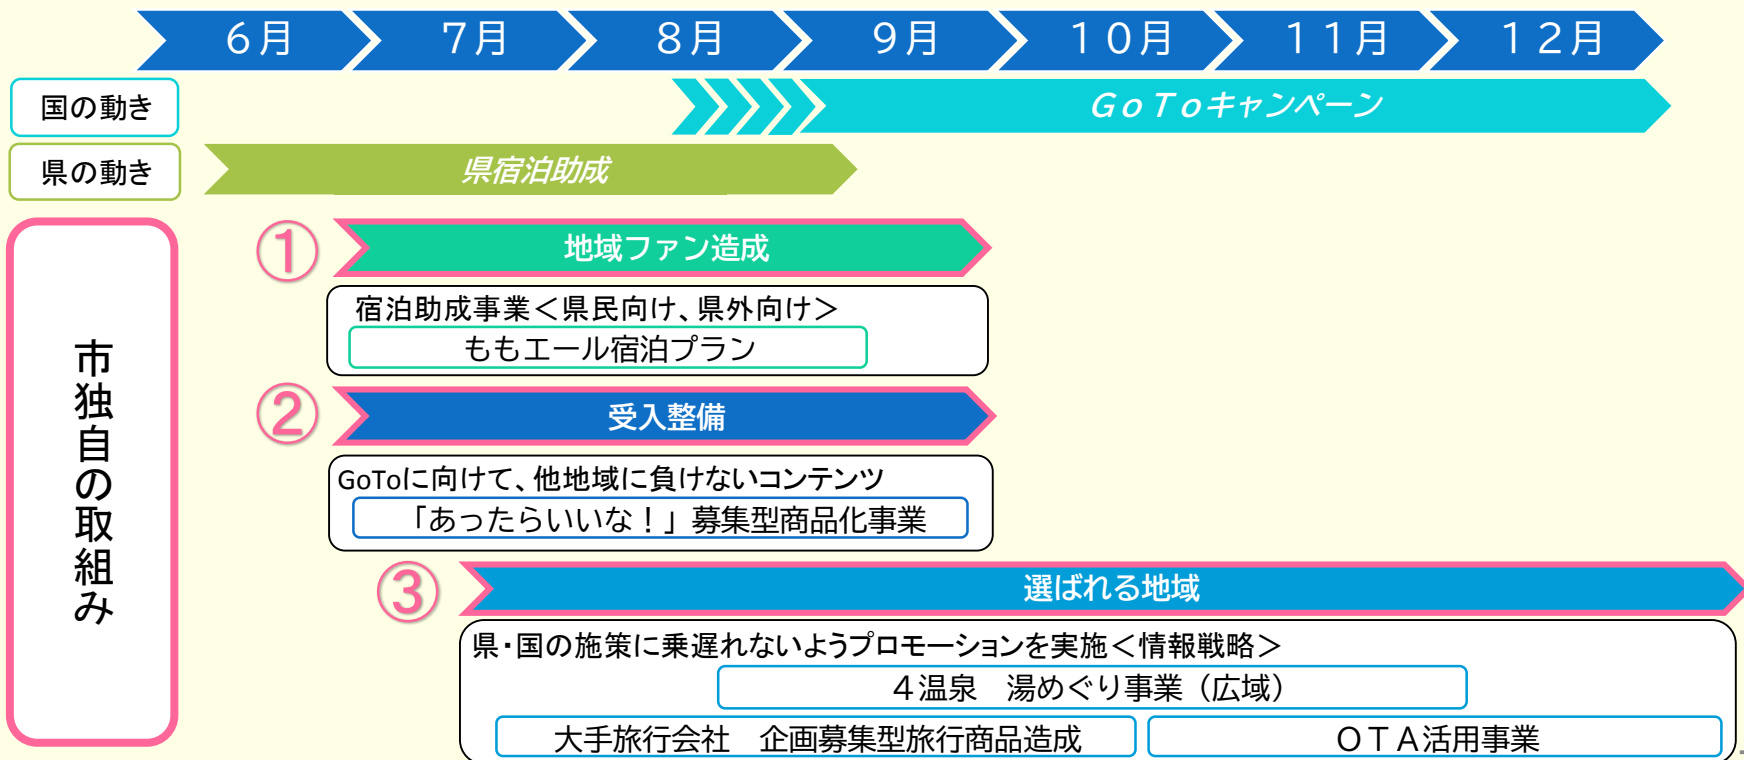 ６月
７月
８月
９月
１０月
１１月
１２月
国の動き
GoToキャンペーン
県の動き
県宿泊助成
市独自の取組み
①
地域ファン造成
宿泊助成事業＜県民向け、県外向け＞
ももエール宿泊プラン
②
受入整備
GoToに向けて、他地域に負けないコンテンツ
「あったらいいな！」募集型商品化事業
③
選ばれる地域
県・国の施策に乗遅れないようプロモーションを実施＜情報戦略＞
４温泉　湯めぐり事業（広域）
大手旅行会社　企画募集型旅行商品造成
ＯＴＡ活用事業